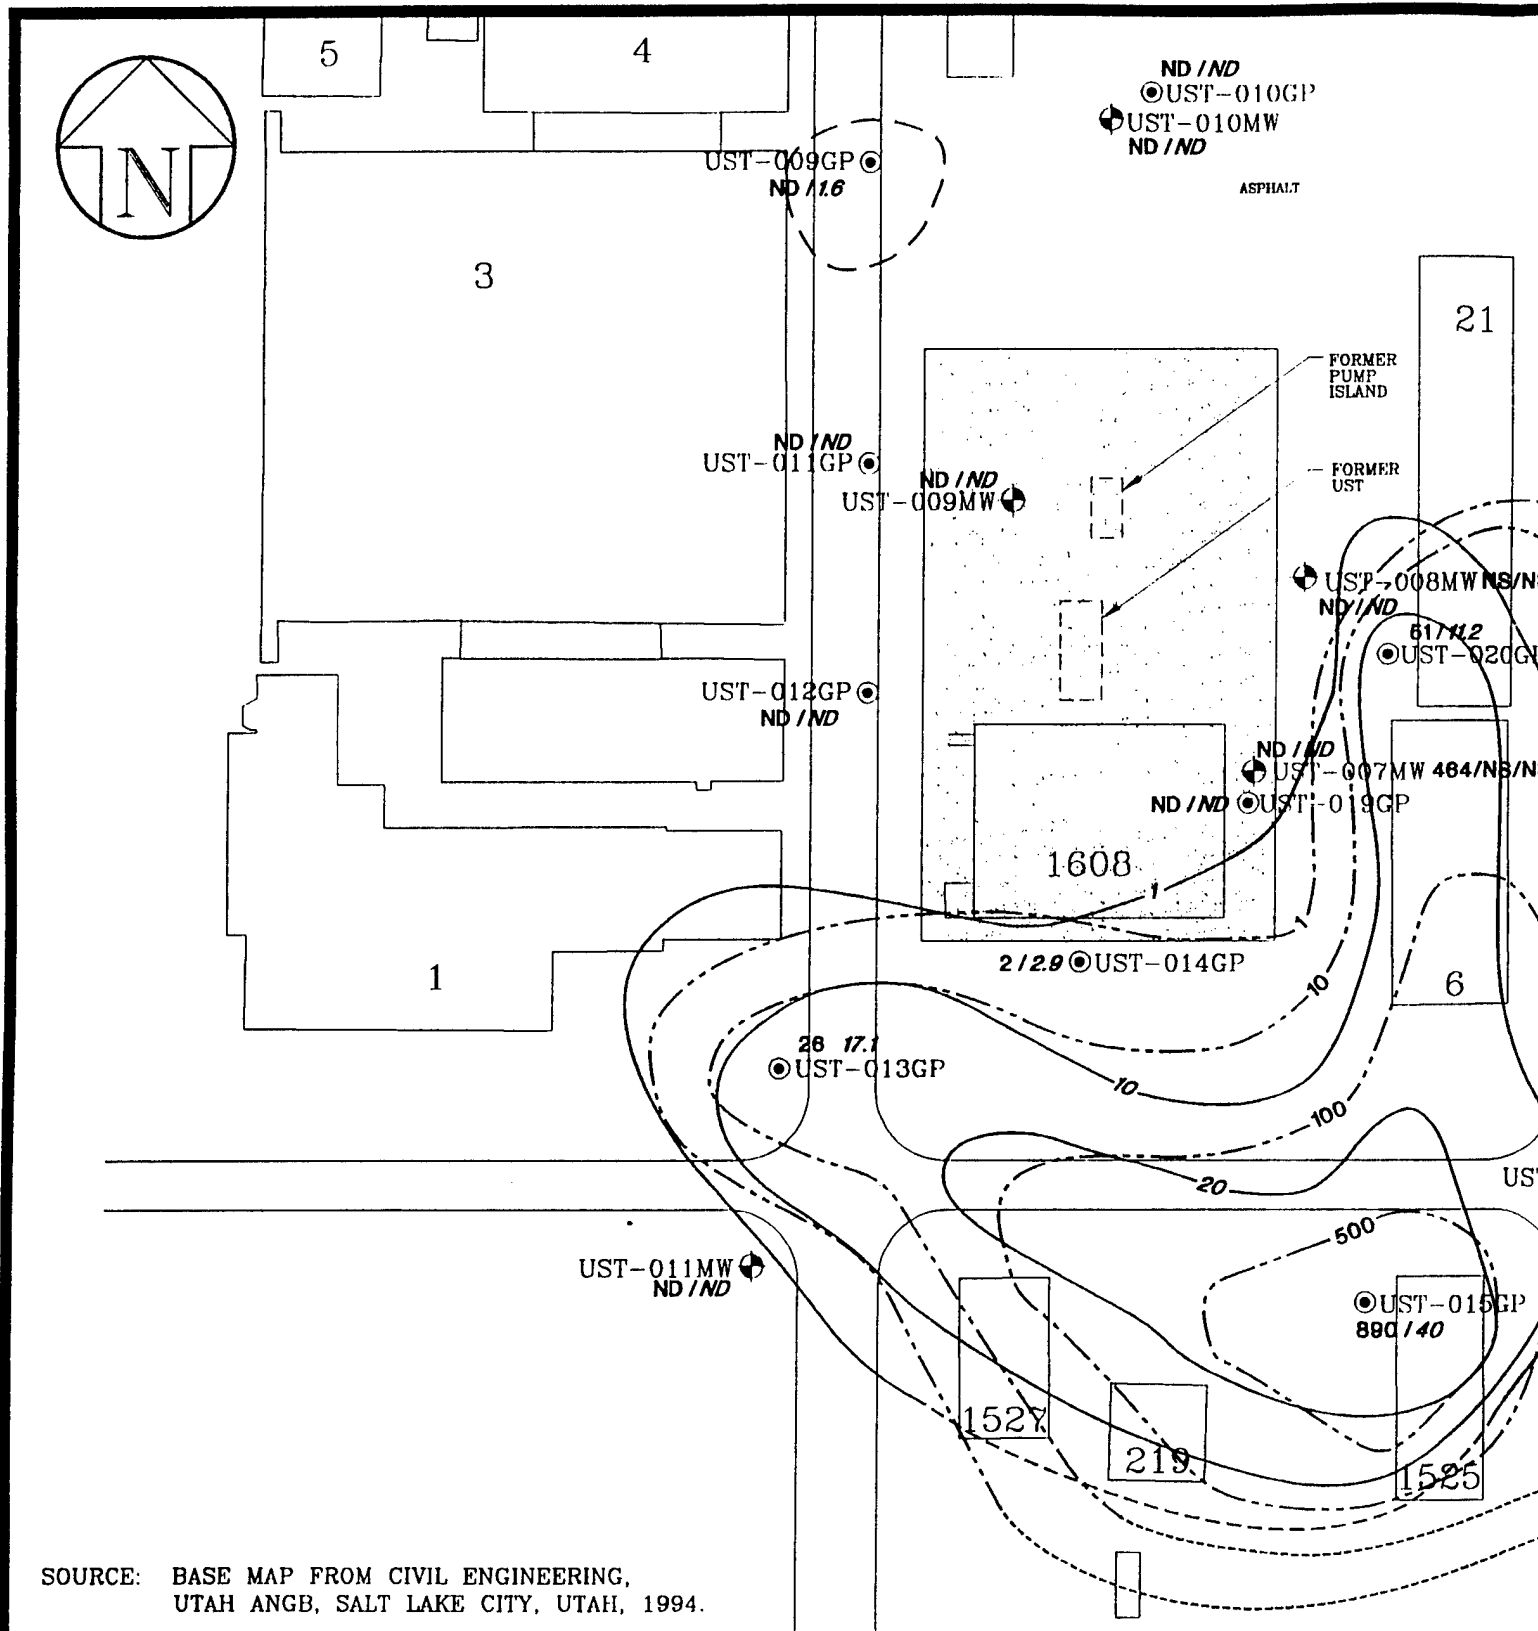 5
4
N
ND / ND
UST-010GP
UST-010MW
ND / ND
UST-009GP
ND / 1.6
ASPHALT
3
21
FORMER
PUMP
ISLAND
ND / ND
UST-011GP
FORMER
UST
ND / ND
UST-009MW
UST-008MW NS/N
ND / ND
51 / 11.2
UST-020G
UST-012GP
ND / ND
ND / ND
UST-007MW 464/NS/N
ND / ND UST-019GP
1608
1
1
2 / 2.9 UST-014GP
1
6
10
26 17.1
UST-013GP
10
100
20
UST
500
UST-011MW
ND / ND
UST-015GP
890 / 40
1527
219
1525
SOURCE: BASE MAP FROM CIVIL ENGINEERING,
UTAH ANGB, SALT LAKE CITY, UTAH, 1994.